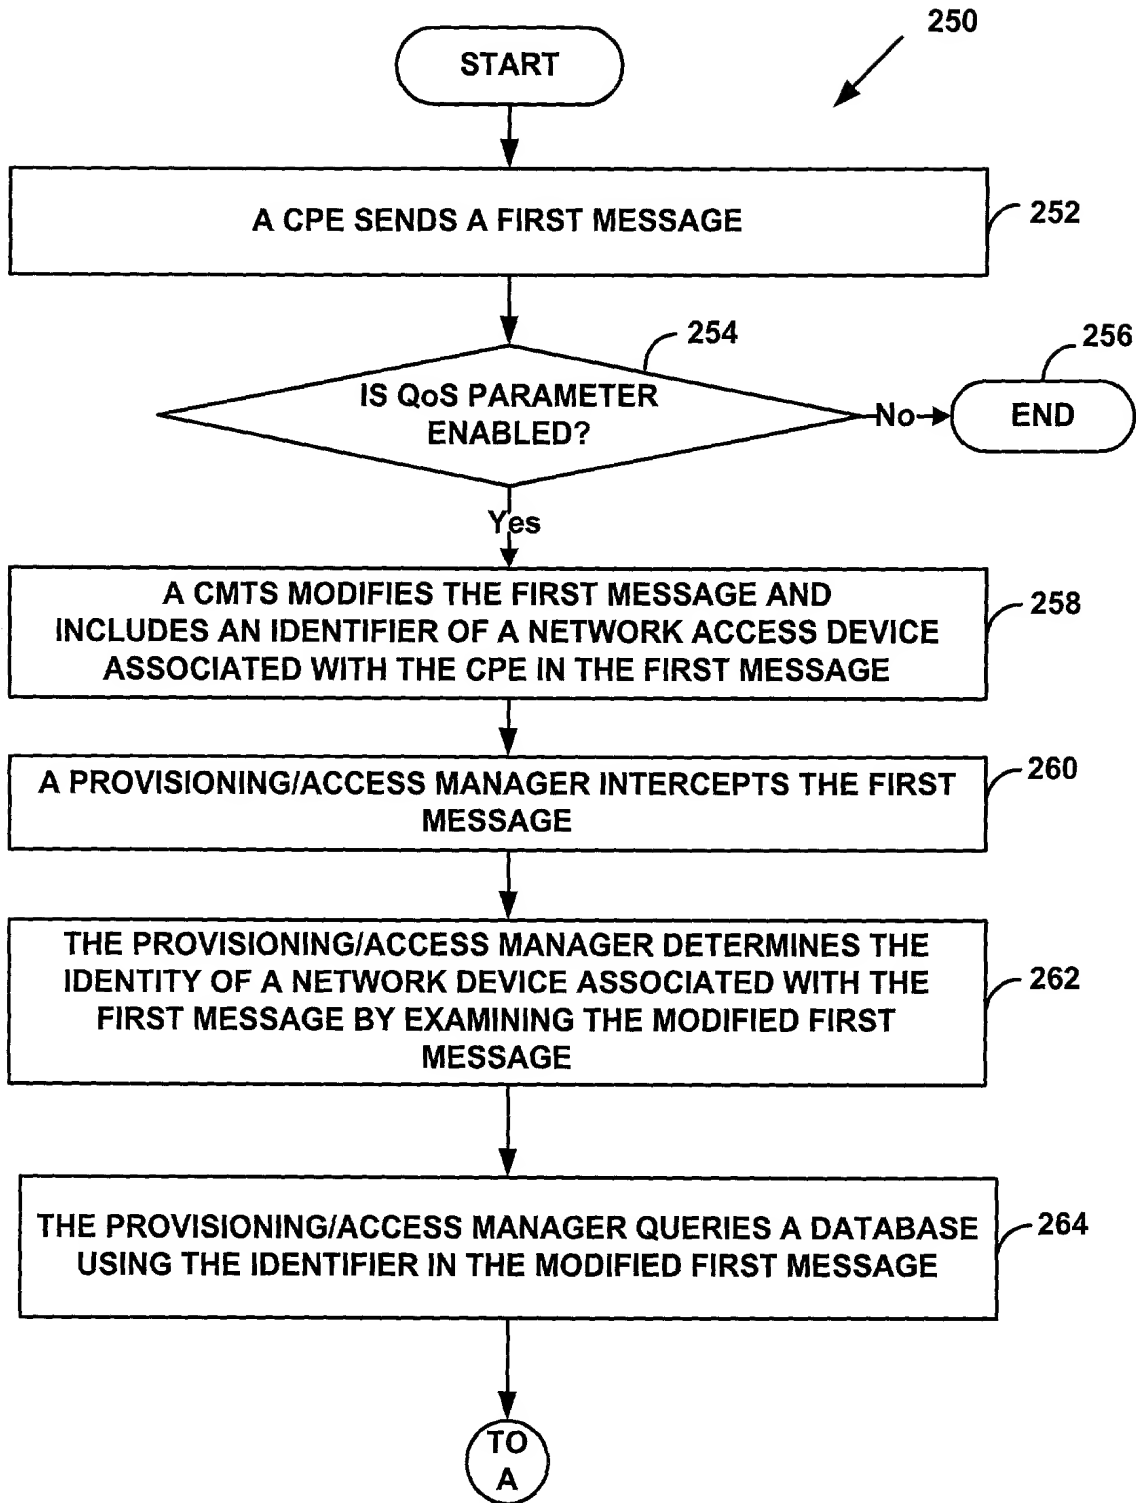 250
START
A CPE SENDS A FIRST MESSAGE
252
254
256
IS QoS PARAMETER
ENABLED?
No
END
Yes
A CMTS MODIFIES THE FIRST MESSAGE AND
INCLUDES AN IDENTIFIER OF A NETWORK ACCESS DEVICE
ASSOCIATED WITH THE CPE IN THE FIRST MESSAGE
258
A PROVISIONING/ACCESS MANAGER INTERCEPTS THE FIRST
MESSAGE
260
THE PROVISIONING/ACCESS MANAGER DETERMINES THE
IDENTITY OF A NETWORK DEVICE ASSOCIATED WITH THE
FIRST MESSAGE BY EXAMINING THE MODIFIED FIRST
MESSAGE
262
THE PROVISIONING/ACCESS MANAGER QUERIES A DATABASE
USING THE IDENTIFIER IN THE MODIFIED FIRST MESSAGE
264
TO
A